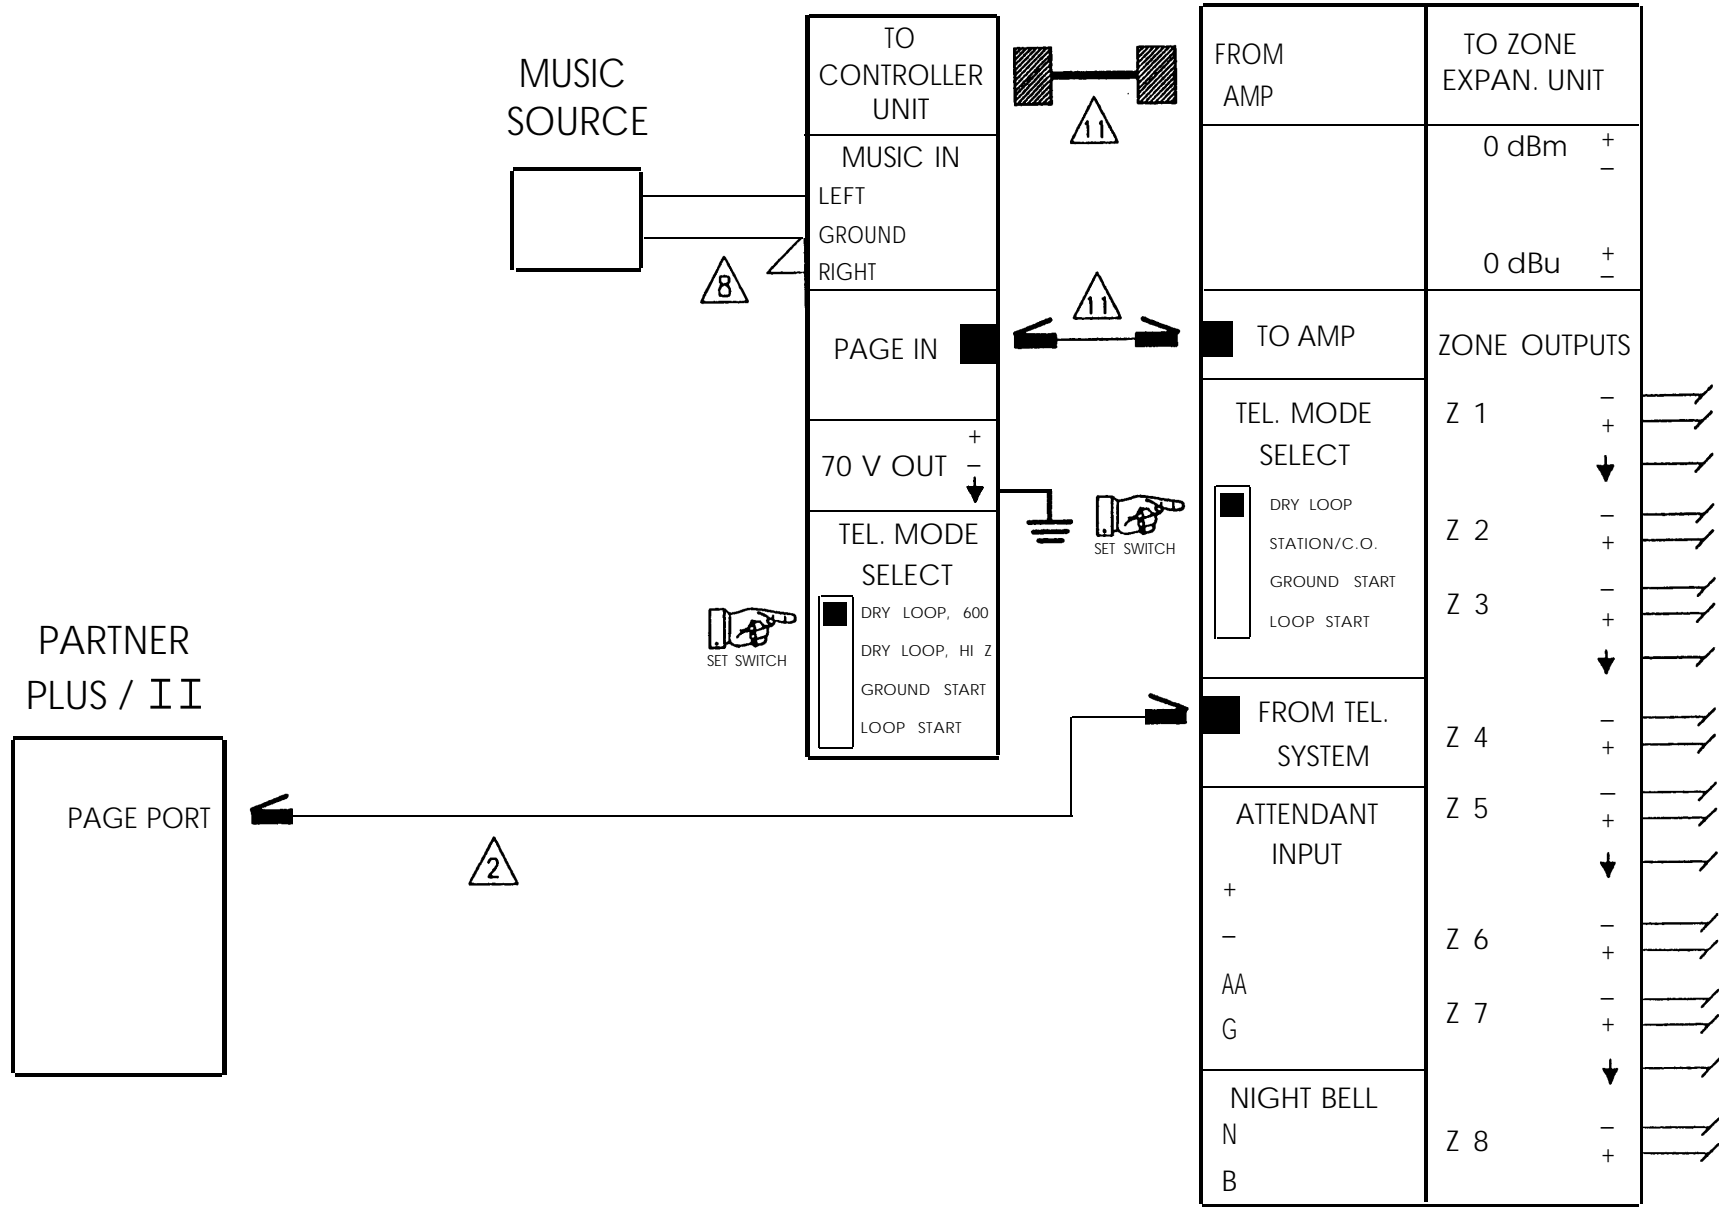 MUSIC
SOURCE
8
PARTNER
PLUS / II
PAGE PORT
2
TO
CONTROLLER
UNIT
MUSIC IN
LEFT
GROUND
RIGHT
PAGE IN
+
70 V OUT –
TEL. MODE
SELECT
DRY LOOP, 600
DRY LOOP, HI Z
GROUND START
LOOP START
SET SWITCH
11
11
SET SWITCH
FROM
AMP
TO AMP
TEL. MODE
SELECT
DRY LOOP
STATION/C.O.
GROUND START
LOOP START
FROM TEL.
SYSTEM
ATTENDANT
INPUT
+
–
AA
G
NIGHT BELL
N
B
TO ZONE
EXPAN. UNIT
0 dBm +
–
0 dBu +
–
ZONE OUTPUTS
Z 1 –
+
Z 2 –
+
Z 3 –
+
Z 4 –
+
Z 5 –
+
Z 6 –
+
Z 7 –
+
Z 8 –
+